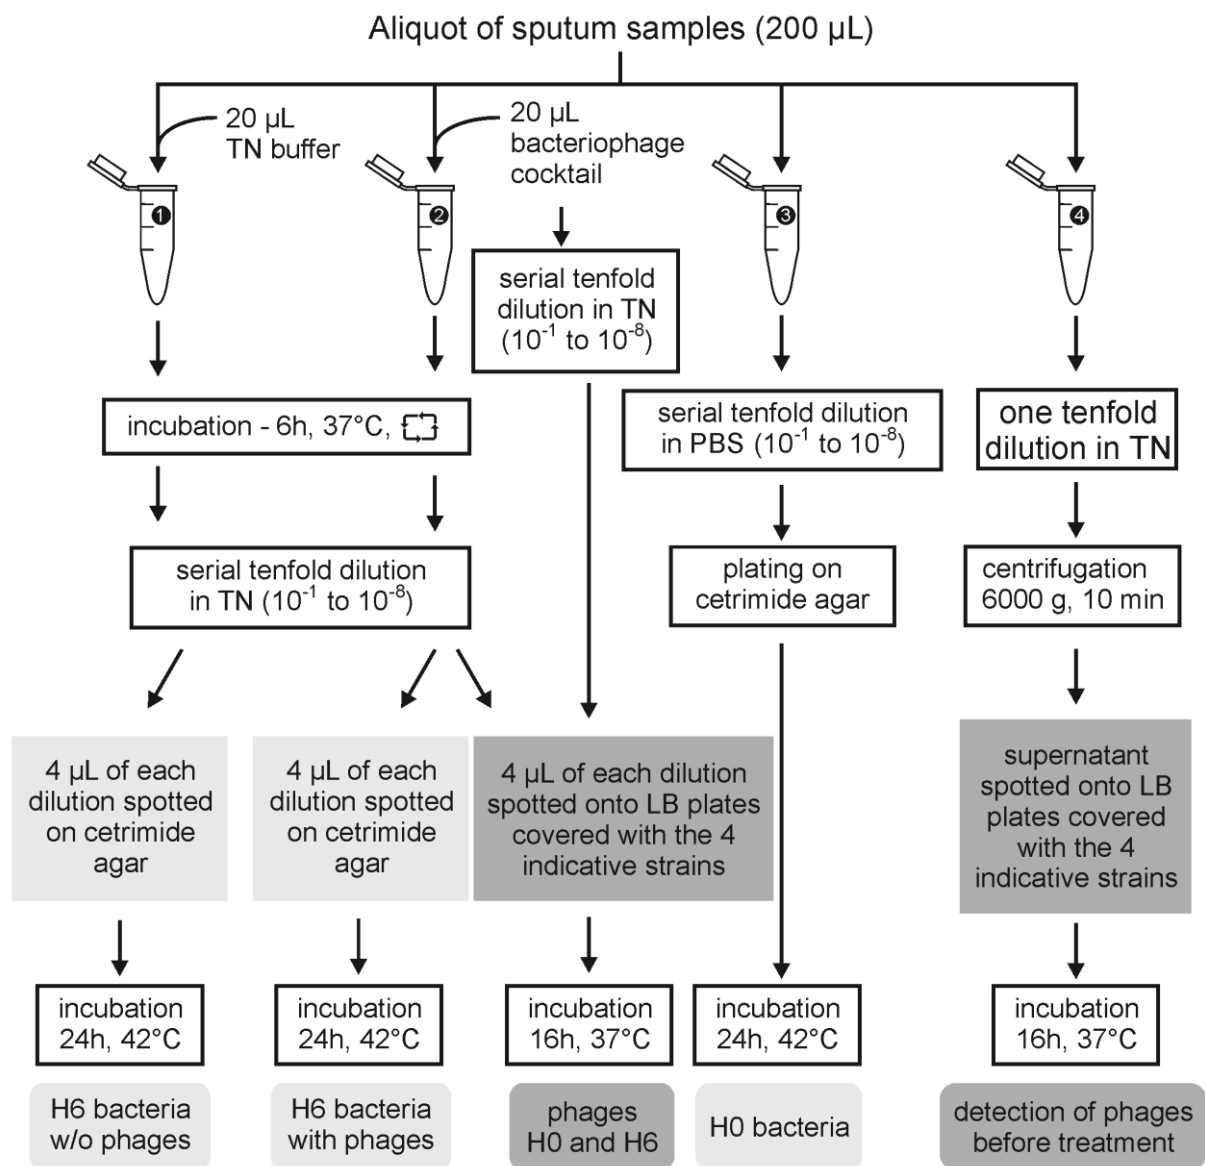 Aliquot of sputum samples (200 µL)
20 µL
TN buffer
20 µL
bacteriophage
cocktail
1
2
3
4
serial tenfold
dilution in TN
(10⁻¹ to 10⁻⁸)
incubation - 6h, 37°C,
serial tenfold dilution
in PBS (10⁻¹ to 10⁻⁸)
one tenfold
dilution in TN
serial tenfold dilution
in TN (10⁻¹ to 10⁻⁸)
plating on
cetrimide agar
centrifugation
6000 g, 10 min
4 µL of each
dilution spotted
on cetrimide
agar
4 µL of each
dilution spotted
on cetrimide
agar
4 µL of each dilution
spotted onto LB plates
covered with the 4
indicative strains
supernatant
spotted onto LB
plates covered
with the 4
indicative strains
incubation
24h, 42°C
incubation
24h, 42°C
incubation
16h, 37°C
incubation
24h, 42°C
incubation
16h, 37°C
H6 bacteria
w/o phages
H6 bacteria
with phages
phages
H0 and H6
H0 bacteria
detection of phages
before treatment